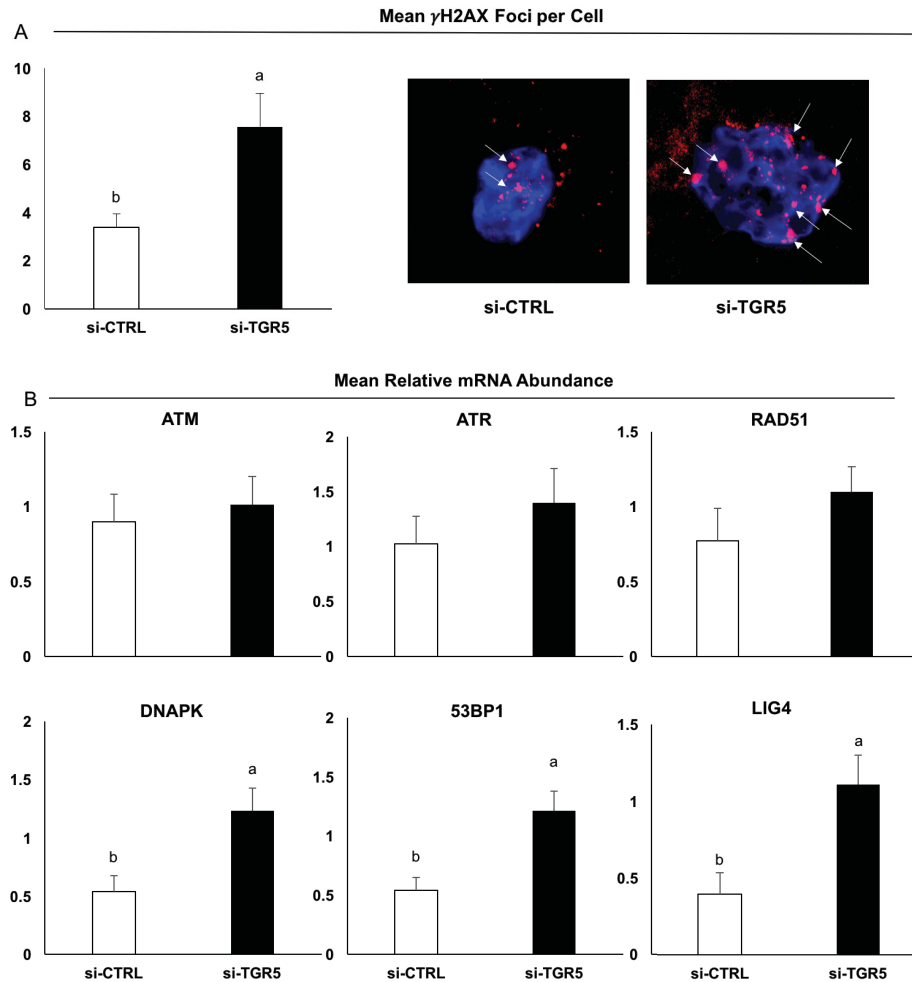 Mean γH2AX Foci per Cell
A
10
8
6
4
2
0
b
a
si-CTRL
si-TGR5
si-CTRL
si-TGR5
Mean Relative mRNA Abundance
B
ATM
1.5
1
0.5
0
ATR
2
1.5
1
0.5
0
RAD51
1.5
1
0.5
0
DNAPK
2
1.5
1
0.5
0
b
a
si-CTRL
si-TGR5
53BP1
2
1.5
1
0.5
0
b
a
si-CTRL
si-TGR5
LIG4
1.5
1
0.5
0
b
a
si-CTRL
si-TGR5